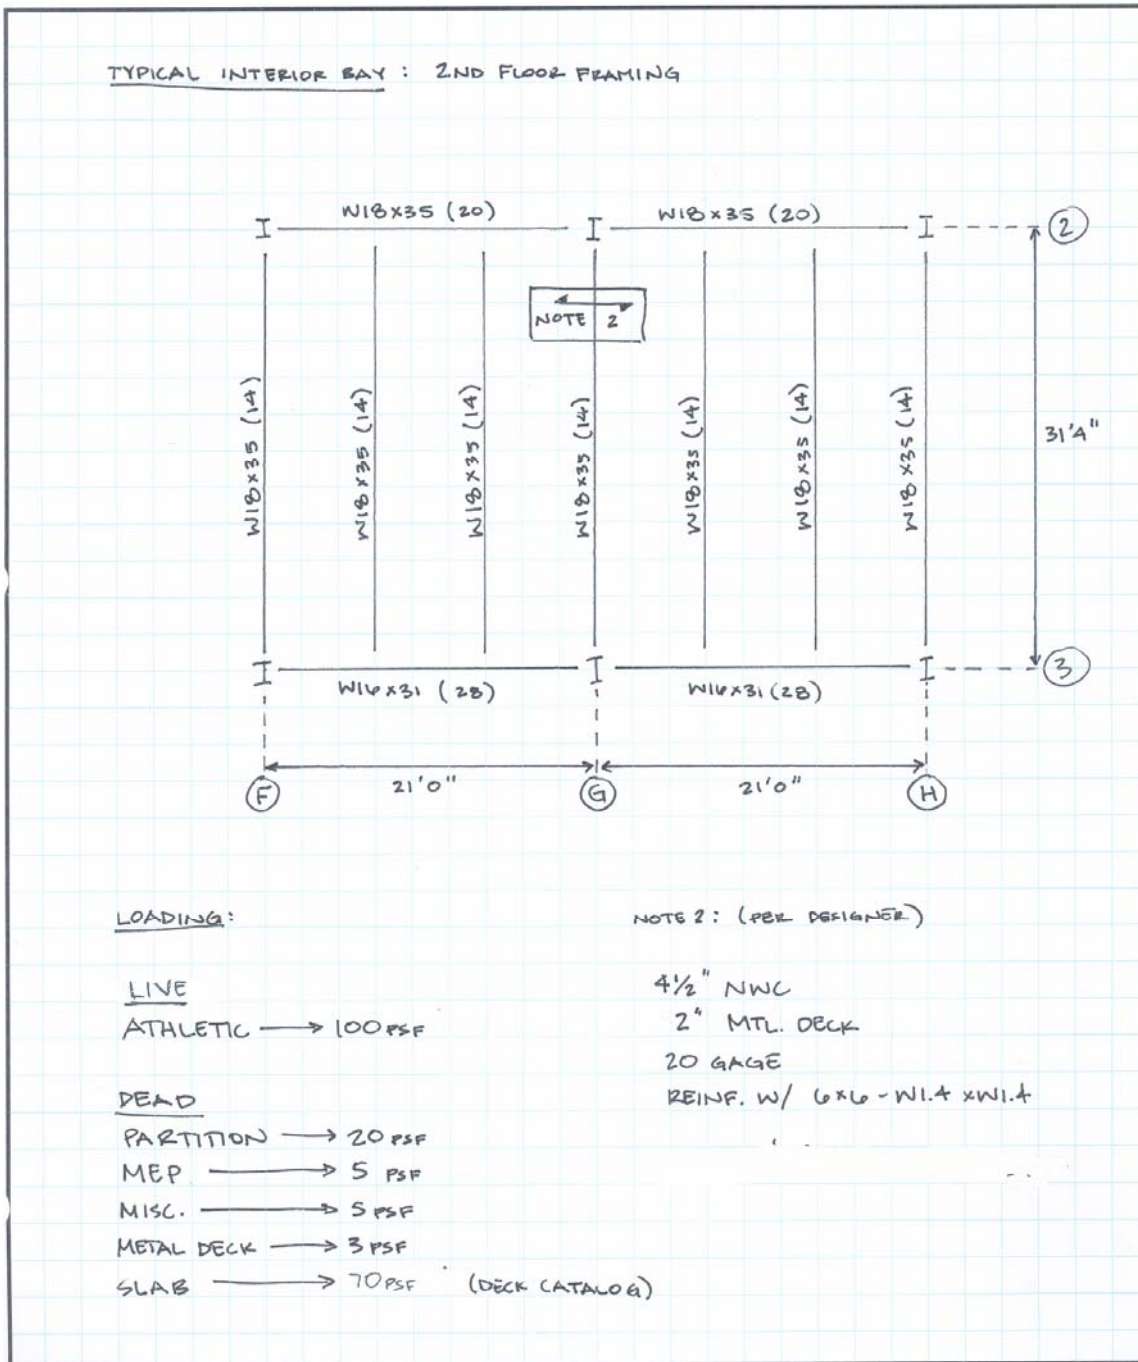 TYPICAL INTERIOR BAY: 2ND FLOOR FRAMING
W18x35 (20)
W18x35 (20)
2
NOTE 2
W18x35 (14)
W18x35 (14)
W18x35 (14)
W18x35 (14)
W18x35 (14)
W18x35 (14)
W18x35 (14)
31'4"
W16x31 (28)
W16x31 (28)
3
21'0"
21'0"
F
G
H
LOADING:
NOTE 2: (PER DESIGNER)
LIVE
ATHLETIC → 100 PSF
4½" NWC
2" MTL. DECK
20 GAGE
REINF. W/ 6x6-W1.4 xW1.4
DEAD
PARTITION → 20 PSF
MEP → 5 PSF
MISC. → 5 PSF
METAL DECK → 3 PSF
SLAB → 70 PSF (DECK CATALOG)